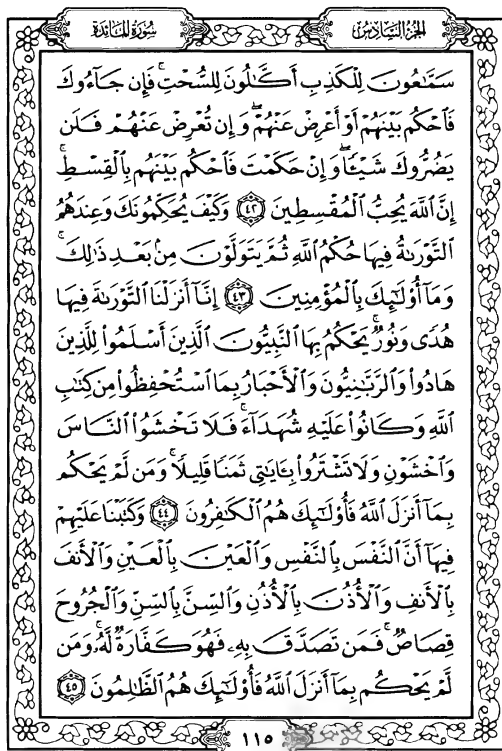 الجزء السادس
سورة المائدة
سَمَّٰعُونَ لِلْكَذِبِ أَكَّٰلُونَ لِلسُّحْتِ ۚ فَإِن جَآءُوكَ
فَٱحْكُم بَيْنَهُمْ أَوْ أَعْرِضْ عَنْهُمْ ۖ وَإِن تُعْرِضْ عَنْهُمْ فَلَن
يَضُرُّوكَ شَيْـًٔا ۖ وَإِنْ حَكَمْتَ فَٱحْكُم بَيْنَهُم بِٱلْقِسْطِ ۚ
إِنَّ ٱللَّهَ يُحِبُّ ٱلْمُقْسِطِينَ ٤٢ وَكَيْفَ يُحَكِّمُونَكَ وَعِندَهُمُ
ٱلتَّوْرَىٰةُ فِيهَا حُكْمُ ٱللَّهِ ثُمَّ يَتَوَلَّوْنَ مِنۢ بَعْدِ ذَٰلِكَ ۚ
وَمَآ أُو۟لَٰٓئِكَ بِٱلْمُؤْمِنِينَ ٤٣ إِنَّآ أَنزَلْنَا ٱلتَّوْرَىٰةَ فِيهَا
هُدًى وَنُورٌ ۚ يَحْكُمُ بِهَا ٱلنَّبِيُّونَ ٱلَّذِينَ أَسْلَمُوا۟ لِلَّذِينَ
هَادُوا۟ وَٱلرَّبَّٰنِيُّونَ وَٱلْأَحْبَارُ بِمَا ٱسْتُحْفِظُوا۟ مِن كِتَٰبِ
ٱللَّهِ وَكَانُوا۟ عَلَيْهِ شُهَدَآءَ ۚ فَلَا تَخْشَوُا۟ ٱلنَّاسَ
وَٱخْشَوْنِ وَلَا تَشْتَرُوا۟ بِـَٔايَٰتِى ثَمَنًا قَلِيلًا ۚ وَمَن لَّمْ يَحْكُم
بِمَآ أَنزَلَ ٱللَّهُ فَأُو۟لَٰٓئِكَ هُمُ ٱلْكَٰفِرُونَ ٤٤ وَكَتَبْنَا عَلَيْهِمْ
فِيهَآ أَنَّ ٱلنَّفْسَ بِٱلنَّفْسِ وَٱلْعَيْنَ بِٱلْعَيْنِ وَٱلْأَنفَ
بِٱلْأَنفِ وَٱلْأُذُنَ بِٱلْأُذُنِ وَٱلسِّنَّ بِٱلسِّنِّ وَٱلْجُرُوحَ
قِصَاصٌ ۚ فَمَن تَصَدَّقَ بِهِۦ فَهُوَ كَفَّارَةٌ لَّهُۥ ۚ وَمَن
لَّمْ يَحْكُم بِمَآ أَنزَلَ ٱللَّهُ فَأُو۟لَٰٓئِكَ هُمُ ٱلظَّٰلِمُونَ ٤٥
١١٥